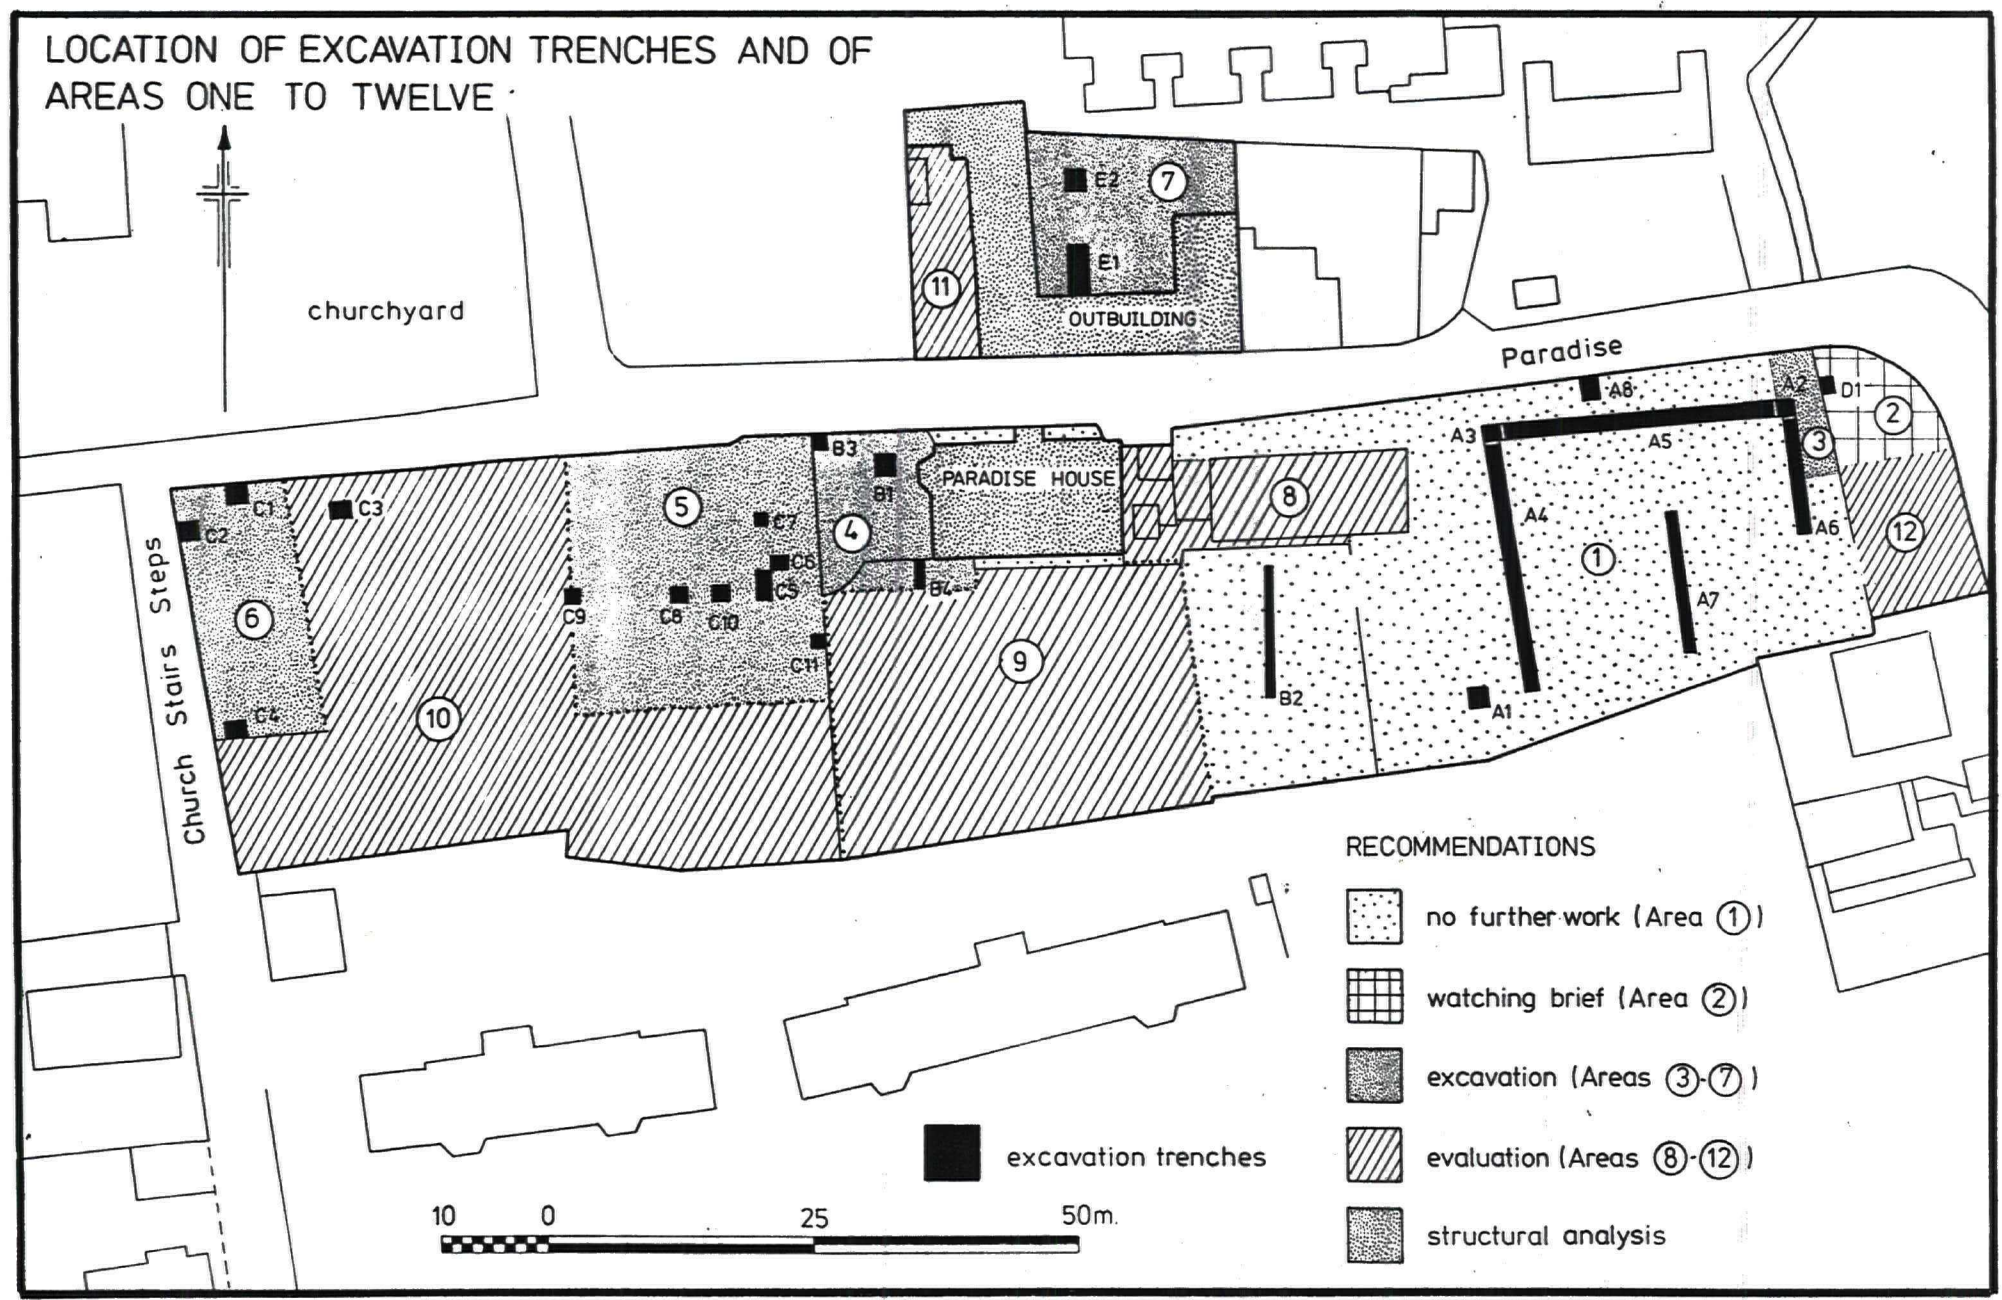 LOCATION OF EXCAVATION TRENCHES AND OF
AREAS ONE TO TWELVE
churchyard
E2
7
E1
11
OUTBUILDING
Paradise
A8
A2
D1
2
A3
A5
3
B3
B1
PARADISE HOUSE
8
4
5
C1
C2
C3
C7
C6
C5
C9
C8
C10
C11
B4
A4
1
A6
12
A7
6
Church Stairs Steps
C4
10
9
B2
A1
RECOMMENDATIONS
no further work (Area 1)
watching brief (Area 2)
excavation (Areas 3-7)
evaluation (Areas 8-12)
structural analysis
excavation trenches
10 0 25 50m.